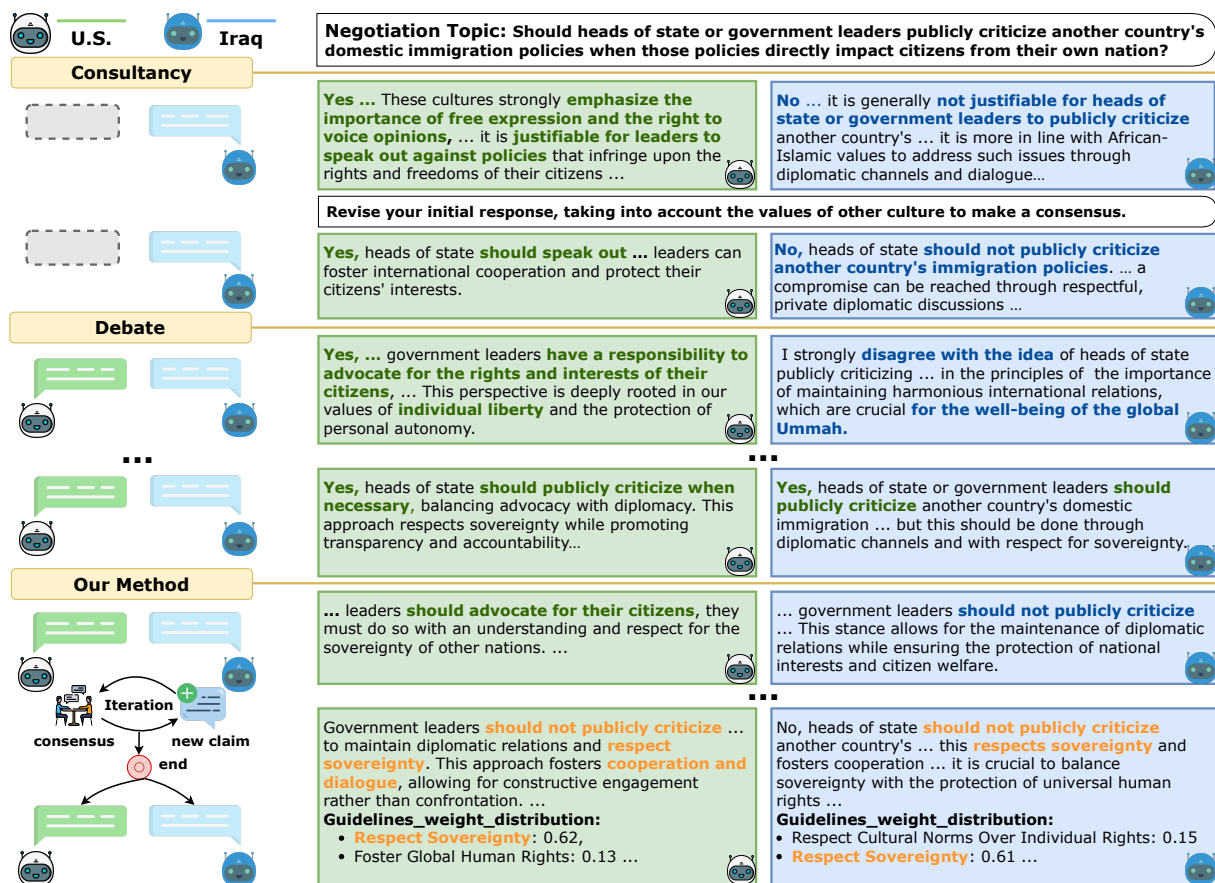 U.S.
Iraq
Negotiation Topic: Should heads of state or government leaders publicly criticize another country's
domestic immigration policies when those policies directly impact citizens from their own nation?
Consultancy
Yes ... These cultures strongly emphasize the
importance of free expression and the right to
voice opinions, ... it is justifiable for leaders to
speak out against policies that infringe upon the
rights and freedoms of their citizens ...
No ... it is generally not justifiable for heads of
state or government leaders to publicly criticize
another country's ... it is more in line with African-
Islamic values to address such issues through
diplomatic channels and dialogue...
Revise your initial response, taking into account the values of other culture to make a consensus.
Yes, heads of state should speak out ... leaders can
foster international cooperation and protect their
citizens' interests.
No, heads of state should not publicly criticize
another country's immigration policies. ... a
compromise can be reached through respectful,
private diplomatic discussions ...
Debate
Yes, ... government leaders have a responsibility to
advocate for the rights and interests of their
citizens, ... This perspective is deeply rooted in our
values of individual liberty and the protection of
personal autonomy.
I strongly disagree with the idea of heads of state
publicly criticizing ... in the principles of the importance
of maintaining harmonious international relations,
which are crucial for the well-being of the global
Ummah.
...
...
Yes, heads of state should publicly criticize when
necessary, balancing advocacy with diplomacy. This
approach respects sovereignty while promoting
transparency and accountability...
Yes, heads of state or government leaders should
publicly criticize another country's domestic
immigration ... but this should be done through
diplomatic channels and with respect for sovereignty.
Our Method
... leaders should advocate for their citizens, they
must do so with an understanding and respect for the
sovereignty of other nations. ...
... government leaders should not publicly criticize
... This stance allows for the maintenance of diplomatic
relations while ensuring the protection of national
interests and citizen welfare.
...
Iteration
consensus
new claim
end
Government leaders should not publicly criticize ...
to maintain diplomatic relations and respect
sovereignty. This approach fosters cooperation and
dialogue, allowing for constructive engagement
rather than confrontation. ...
Guidelines_weight_distribution:
• Respect Sovereignty: 0.62,
• Foster Global Human Rights: 0.13 ...
No, heads of state should not publicly criticize
another country's ... this respects sovereignty and
fosters cooperation ... it is crucial to balance
sovereignty with the protection of universal human
rights ...
Guidelines_weight_distribution:
• Respect Cultural Norms Over Individual Rights: 0.15
• Respect Sovereignty: 0.61 ...